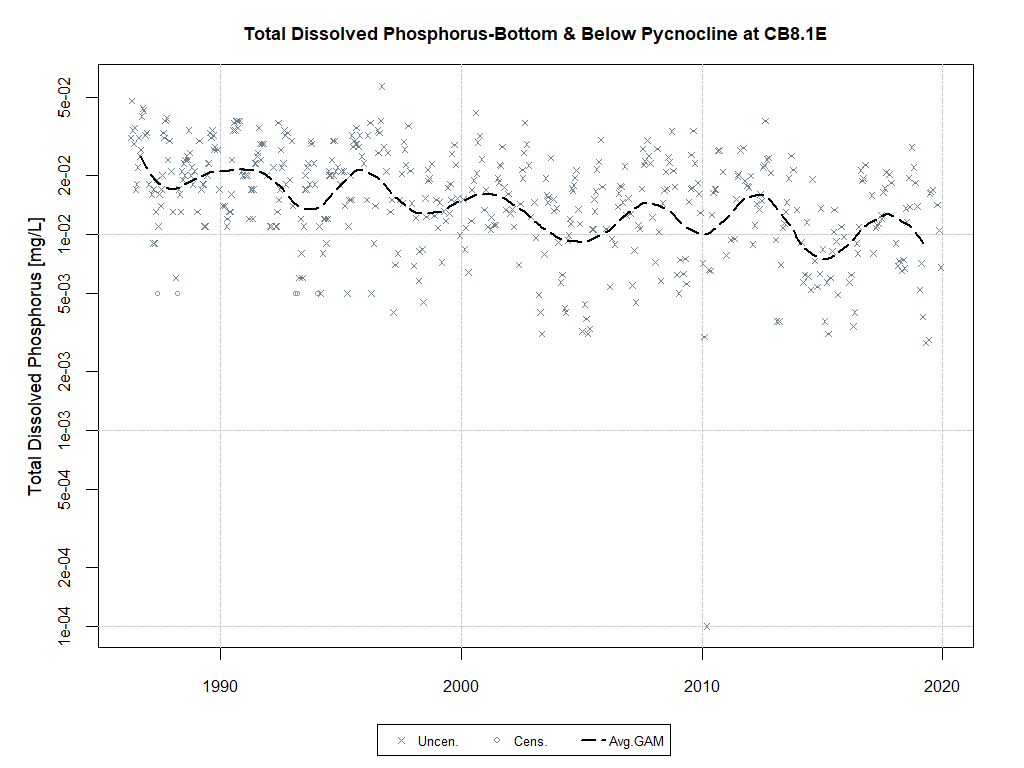 Total Dissolved Phosphorus-Bottom & Below Pycnocline at CB8.1E
Total Dissolved Phosphorus [mg/L]
5e-02
2e-02
1e-02
5e-03
2e-03
1e-03
5e-04
2e-04
1e-04
1990 2000 2010 2020
Uncen. Cens. Avg.GAM